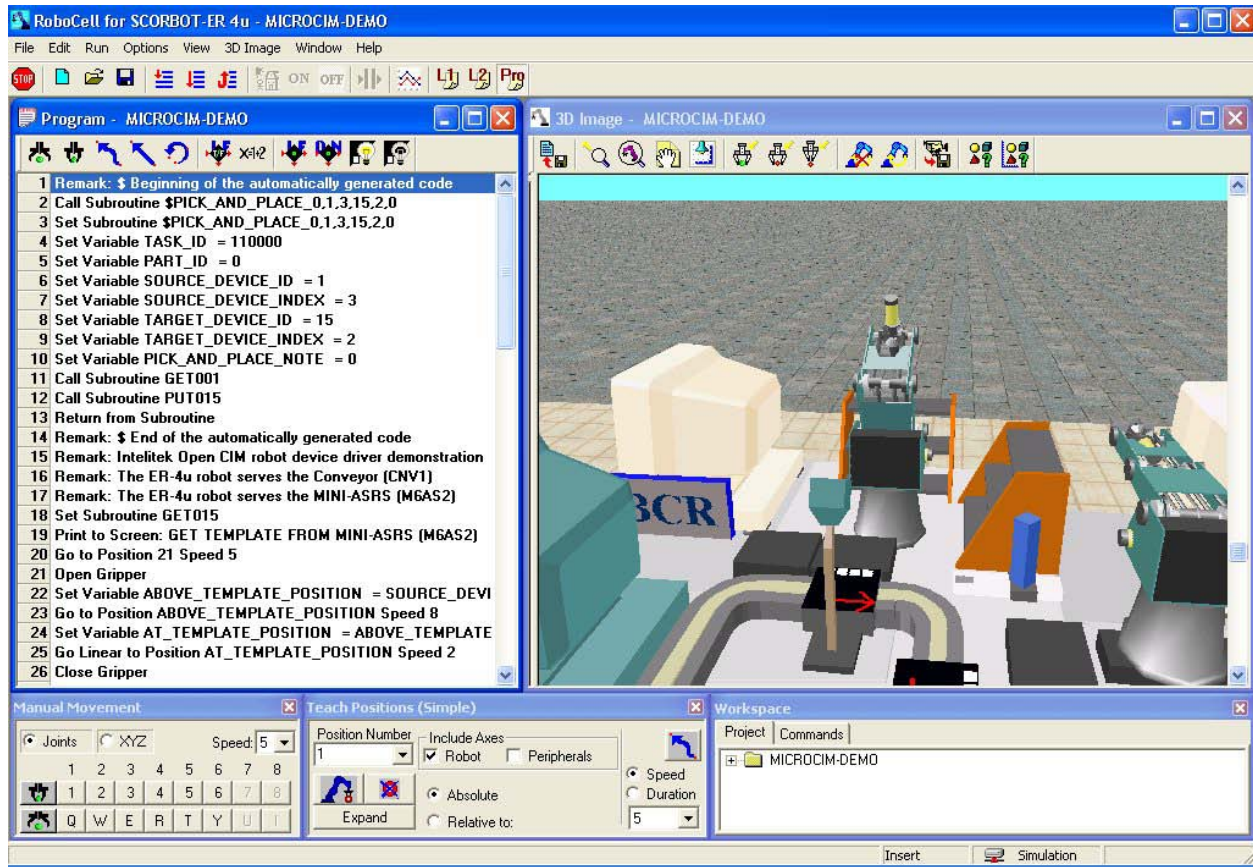 RoboCell for SCORBOT-ER 4u - MICROCIM-DEMO
File Edit Run Options View 3D Image Window Help
STOP ON OFF L1 L2 Prg
Program - MICROCIM-DEMO
X=1+2
1 Remark: $ Beginning of the automatically generated code
2 Call Subroutine $PICK_AND_PLACE_0,1,3,15,2,0
3 Set Subroutine $PICK_AND_PLACE_0,1,3,15,2,0
4 Set Variable TASK_ID = 110000
5 Set Variable PART_ID = 0
6 Set Variable SOURCE_DEVICE_ID = 1
7 Set Variable SOURCE_DEVICE_INDEX = 3
8 Set Variable TARGET_DEVICE_ID = 15
9 Set Variable TARGET_DEVICE_INDEX = 2
10 Set Variable PICK_AND_PLACE_NOTE = 0
11 Call Subroutine GET001
12 Call Subroutine PUT015
13 Return from Subroutine
14 Remark: $ End of the automatically generated code
15 Remark: Intelitek Open CIM robot device driver demonstration
16 Remark: The ER-4u robot serves the Conveyor (CNV1)
17 Remark: The ER-4u robot serves the MINI-ASRS (M6AS2)
18 Set Subroutine GET015
19 Print to Screen: GET TEMPLATE FROM MINI-ASRS (M6AS2)
20 Go to Position 21 Speed 5
21 Open Gripper
22 Set Variable ABOVE_TEMPLATE_POSITION = SOURCE_DEVI
23 Go to Position ABOVE_TEMPLATE_POSITION Speed 8
24 Set Variable AT_TEMPLATE_POSITION = ABOVE_TEMPLATE
25 Go Linear to Position AT_TEMPLATE_POSITION Speed 2
26 Close Gripper
3D Image - MICROCIM-DEMO
BCR
Manual Movement
Joints XYZ Speed: 5
1 2 3 4 5 6 7 8
1 2 3 4 5 6 7 8
Q W E R T Y U I
Teach Positions (Simple)
Position Number Include Axes
1 Robot Peripherals
Speed
Absolute Duration
Expand Relative to: 5
Workspace
Project Commands
MICROCIM-DEMO
Insert Simulation